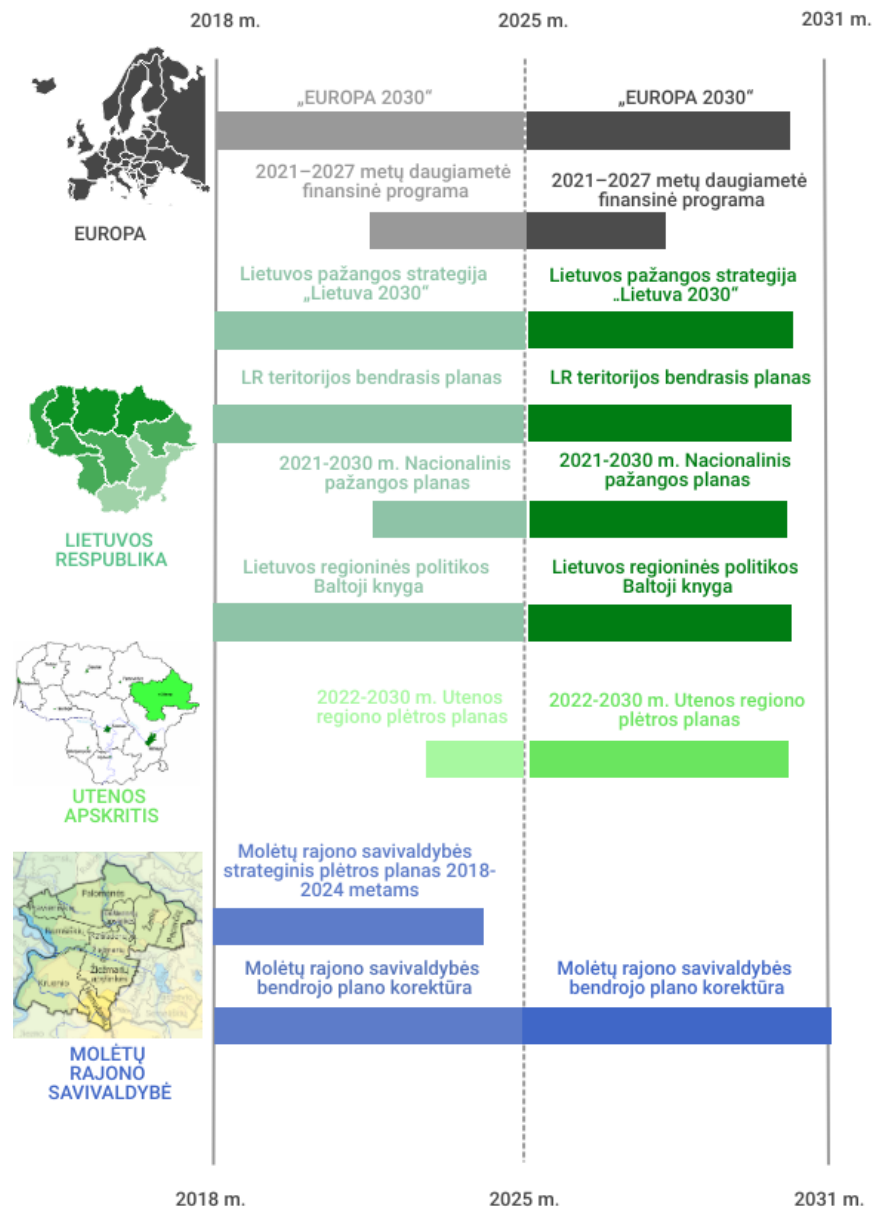 2018 m.
2025 m.
2031 m.
„EUROPA 2030“
„EUROPA 2030“
2021–2027 metų daugiametė
finansinė programa
2021–2027 metų daugiametė
finansinė programa
EUROPA
Lietuvos pažangos strategija
„Lietuva 2030“
Lietuvos pažangos strategija
„Lietuva 2030“
LR teritorijos bendrasis planas
LR teritorijos bendrasis planas
2021-2030 m. Nacionalinis
pažangos planas
2021-2030 m. Nacionalinis
pažangos planas
LIETUVOS
RESPUBLIKA
Lietuvos regioninės politikos
Baltoji knyga
Lietuvos regioninės politikos
Baltoji knyga
2022-2030 m. Utenos
regiono plėtros planas
2022-2030 m. Utenos regiono
plėtros planas
UTENOS
APSKRITIS
Molėtų rajono savivaldybės
strateginis plėtros planas 2018-
2024 metams
Palomenės
Kruonio
Žiežmarių
apylinkės
Molėtų rajono savivaldybės
bendrojo plano korektūra
Molėtų rajono savivaldybės
bendrojo plano korektūra
MOLĖTŲ
RAJONO
SAVIVALDYBĖ
2018 m.
2025 m.
2031 m.